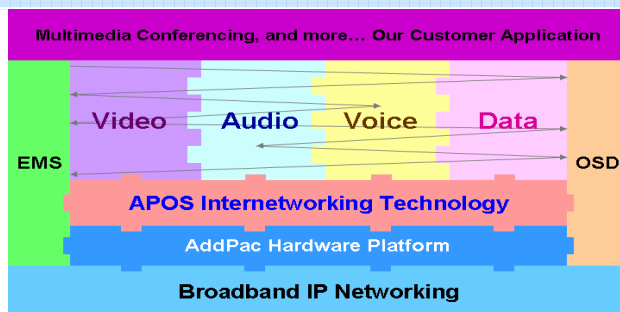 Multimedia Conferencing, and more... Our Customer Application
Video Audio Voice Data
EMS OSD
APOS Internetworking Technology
AddPac Hardware Platform
Broadband IP Networking